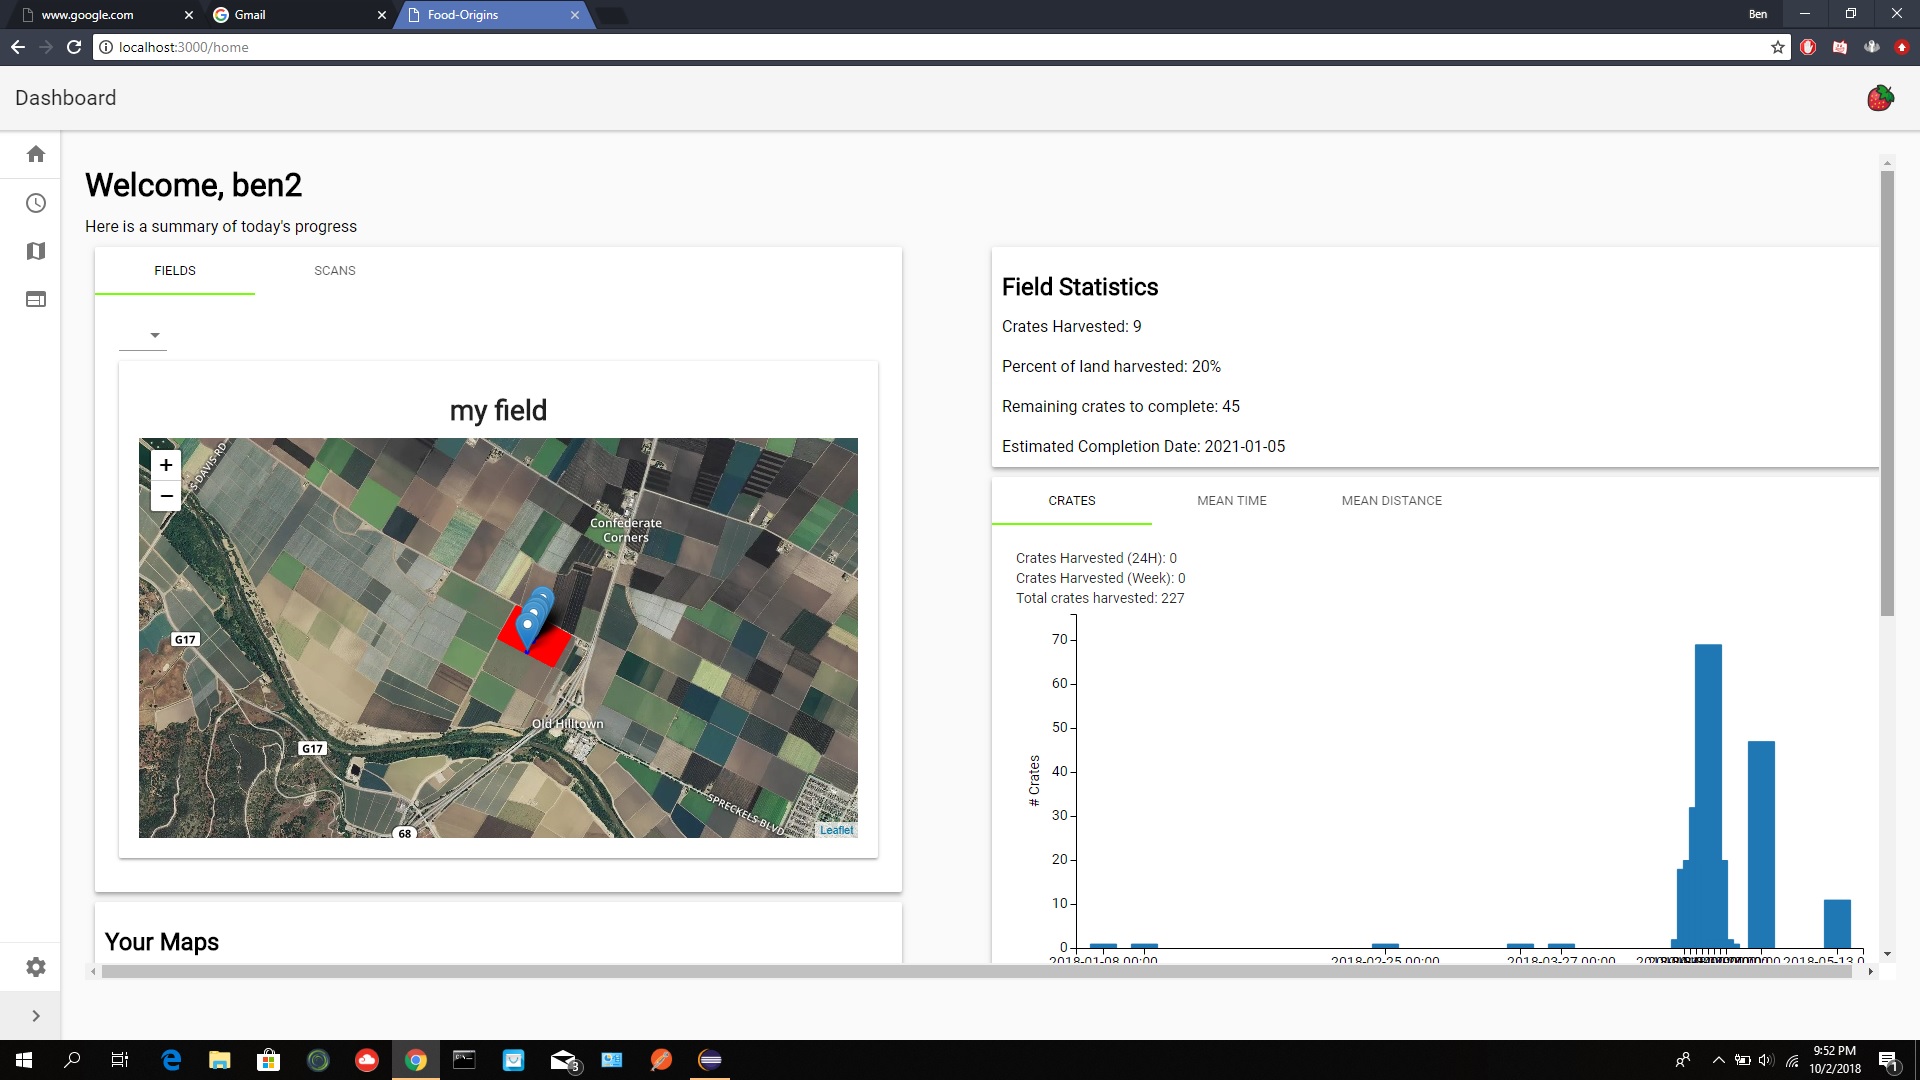 www.google.com
Gmail
Food-Origins
Ben
localhost:3000/home
Dashboard
Welcome, ben2
Here is a summary of today's progress
FIELDS
SCANS
my field
+
−
S DAVIS RD
Confederate
Corners
G17
Old Hilltown
G17
SPRECKELS BLVD
68
Leaflet
Your Maps
Field Statistics
Crates Harvested: 9
Percent of land harvested: 20%
Remaining crates to complete: 45
Estimated Completion Date: 2021-01-05
CRATES
MEAN TIME
MEAN DISTANCE
Crates Harvested (24H): 0
Crates Harvested (Week): 0
Total crates harvested: 227
70
60
50
40
30
20
10
0
# Crates
2018-01-08 00:00
2018-02-25 00:00
2018-03-27 00:00
2018-05-13 0
3
9:52 PM
10/2/2018
1